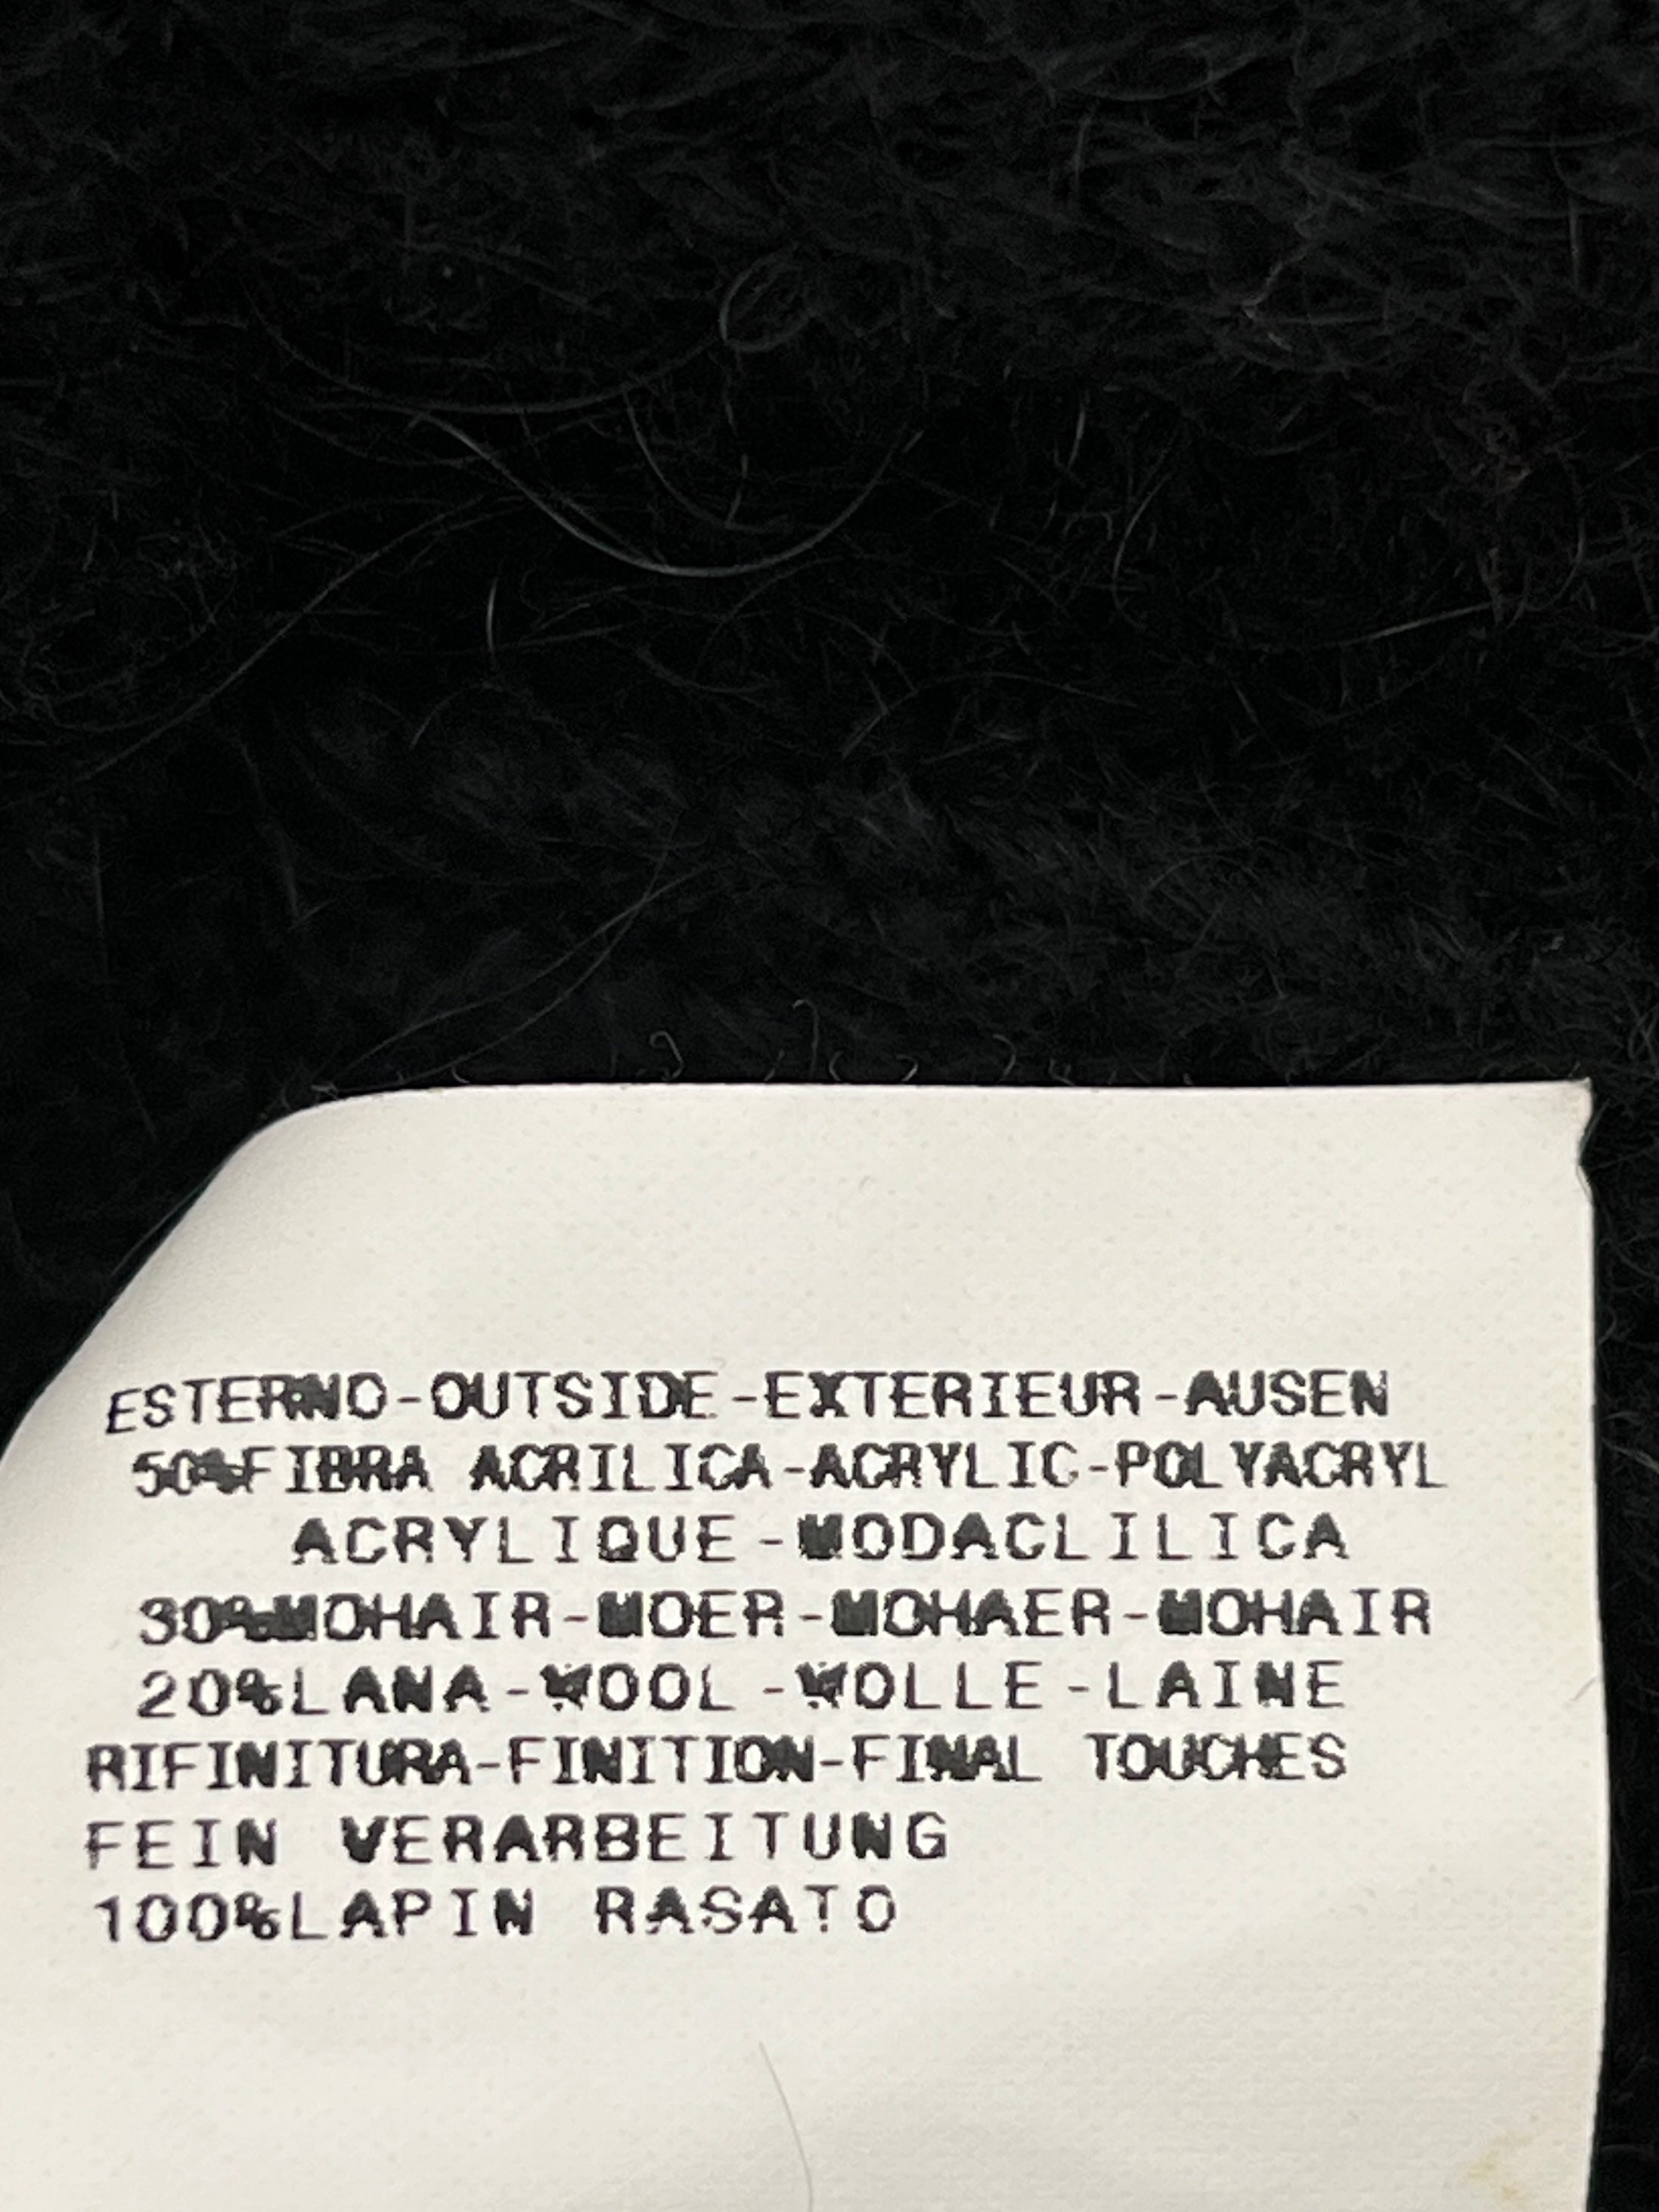 ESTERNO-OUTSIDE-EXTERIEUR-AUSEN
50%FIBRA ACRILICA-ACRYLIC-POLYACRYL
ACRYLIQUE-MODACLILICA
30%MOHAIR-MOER-MOHAER-MOHAIR
20%LANA-WOOL-WOLLE-LAINE
RIFINITURA-FINITION-FINAL TOUCHES
FEIN VERARBEITUNG
100%LAPIN RASATO